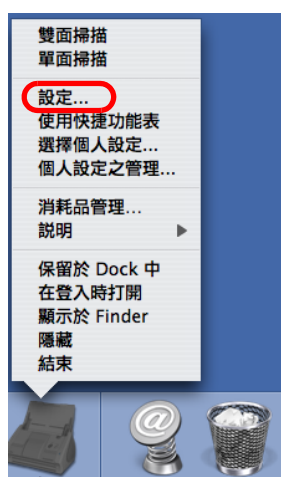 雙面掃描
單面掃描
設定...
使用快捷功能表
選擇個人設定...
個人設定之管理...
消耗品管理...
説明
保留於 Dock 中
在登入時打開
顯示於 Finder
隱藏
結束